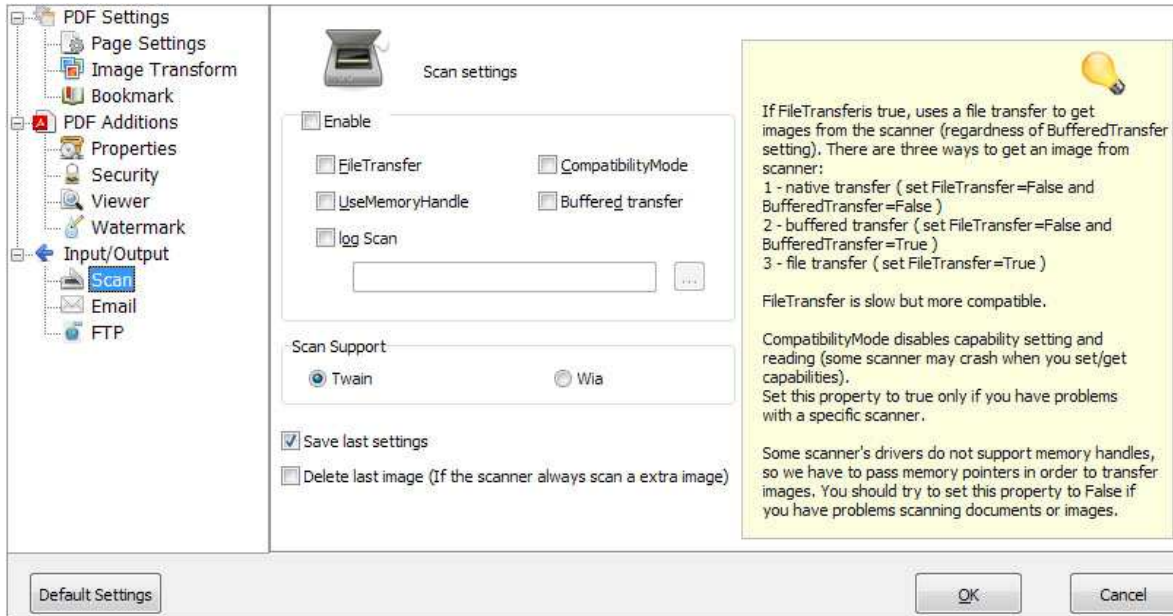 PDF Settings
Page Settings
Image Transform
Bookmark
PDF Additions
Properties
Security
Viewer
Watermark
Input/Output
Scan
Email
FTP
Scan settings
Enable
FileTransfer
CompatibilityMode
UseMemoryHandle
Buffered transfer
log Scan
...
Scan Support
Twain
Wia
Save last settings
Delete last image (If the scanner always scan a extra image)
If FileTransferis true, uses a file transfer to get
images from the scanner (regardness of BufferedTransfer
setting). There are three ways to get an image from
scanner:
1 - native transfer ( set FileTransfer=False and
BufferedTransfer=False )
2 - buffered transfer ( set FileTransfer=False and
BufferedTransfer=True )
3 - file transfer ( set FileTransfer=True )
FileTransfer is slow but more compatible.
CompatibilityMode disables capability setting and
reading (some scanner may crash when you set/get
capabilities).
Set this property to true only if you have problems
with a specific scanner.
Some scanner's drivers do not support memory handles,
so we have to pass memory pointers in order to transfer
images. You should try to set this property to False if
you have problems scanning documents or images.
Default Settings
OK
Cancel